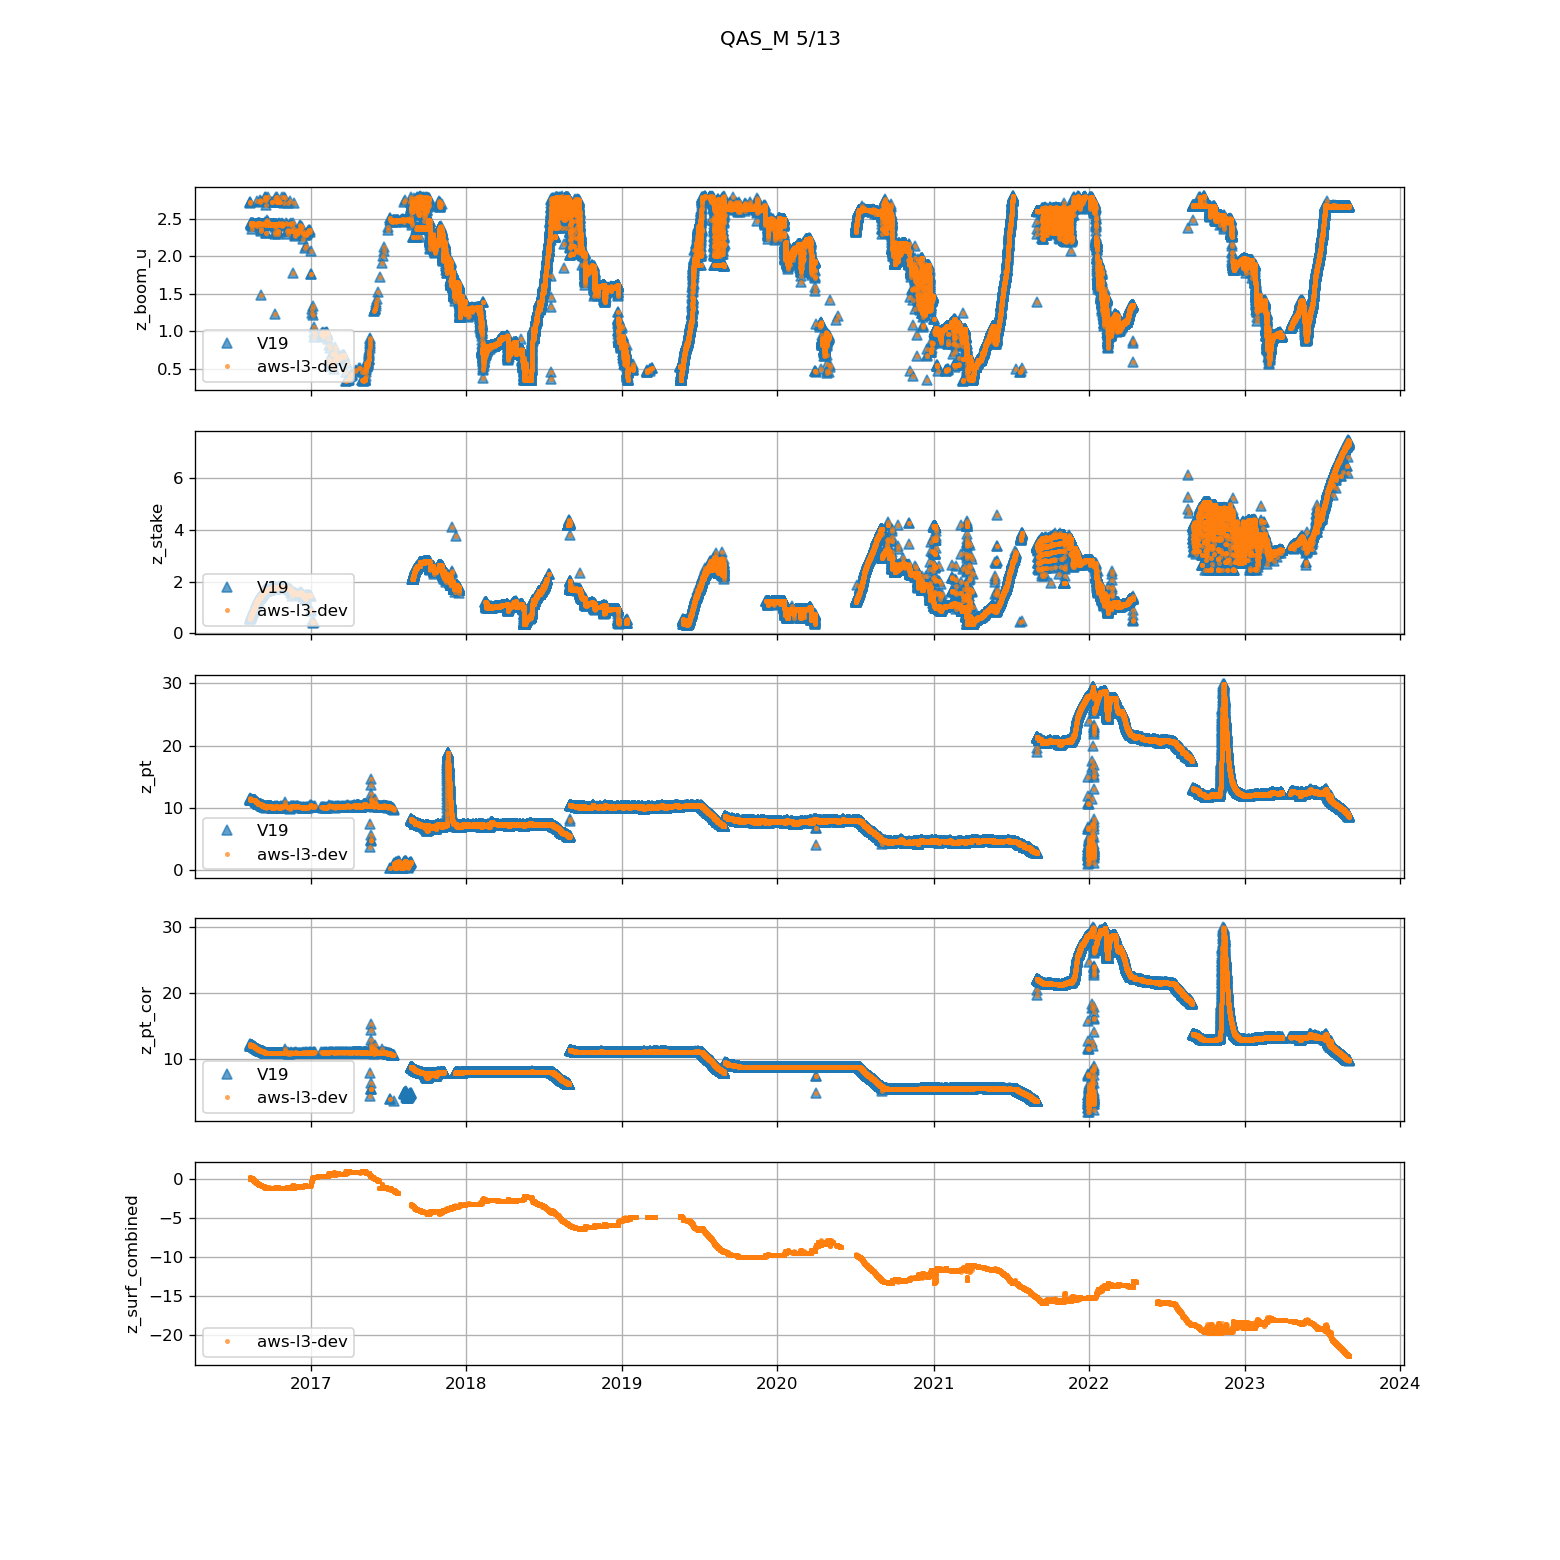 QAS_M 5/13
z_boom_u
2.5
2.0
1.5
1.0
0.5
V19
aws-l3-dev
z_stake
6
4
2
0
V19
aws-l3-dev
z_pt
30
20
10
0
V19
aws-l3-dev
z_pt_cor
30
20
10
V19
aws-l3-dev
z_surf_combined
0
−5
−10
−15
−20
aws-l3-dev
2017 2018 2019 2020 2021 2022 2023 2024